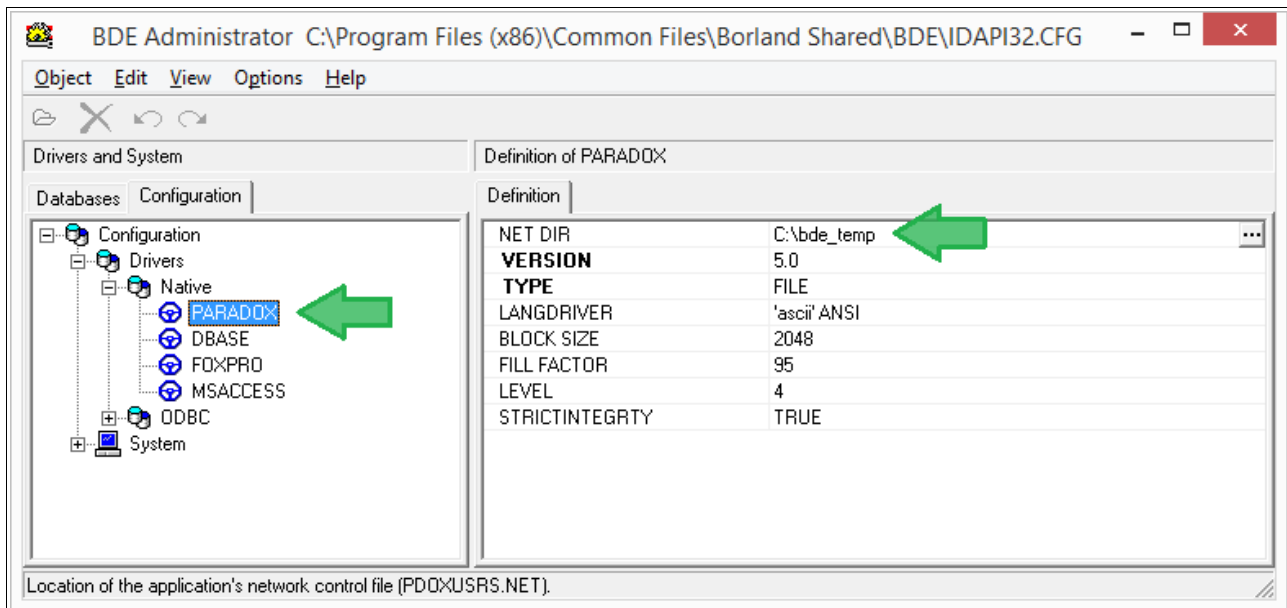 BDE Administrator C:\Program Files (x86)\Common Files\Borland Shared\BDE\IDAPI32.CFG
Object Edit View Options Help
Drivers and System
Definition of PARADOX
Databases Configuration
Definition
Configuration
Drivers
Native
PARADOX
DBASE
FOXPRO
MSACCESS
ODBC
System
NET DIR C:\bde_temp ...
VERSION 5.0
TYPE FILE
LANGDRIVER 'ascii' ANSI
BLOCK SIZE 2048
FILL FACTOR 95
LEVEL 4
STRICTINTEGRTY TRUE
Location of the application's network control file (PDOXUSRS.NET).